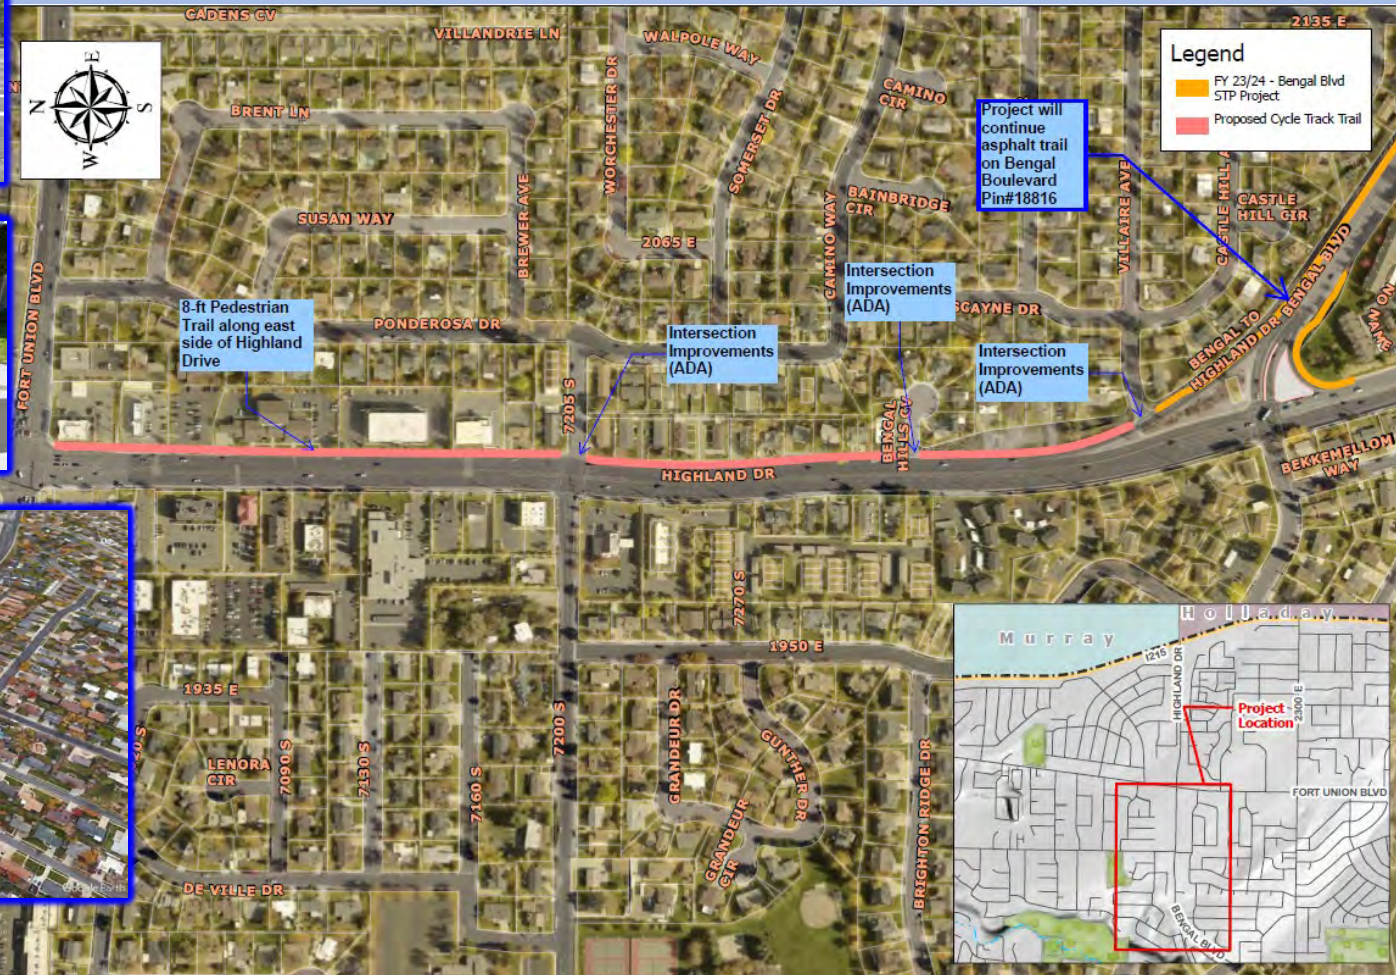 CADENS CV
VILLANDRIE LN
WALPOLE WAY
2135 E
Legend
FY 23/24 - Bengal Blvd
STP Project
Proposed Cycle Track Trail
E
N
S
W
BRENT LN
WORCHESTER DR
SOMERSET DR
CAMINO
CIR
Project will
continue
asphalt trail
on Bengal
Boulevard
Pin#18816
SUSAN WAY
BREWER AVE
2065 E
CAMINO WAY
BAINBRIDGE
CIR
VILLAIRE AVE
CASTLE
HILL CIR
FORT UNION BLVD
8-ft Pedestrian
Trail along east
side of Highland
Drive
PONDEROSA DR
Intersection
Improvements
(ADA)
Intersection
Improvements
(ADA)
SCAYNE DR
Intersection
Improvements
(ADA)
BENGAL TO
HIGHLAND DR
BENGAL BLVD
7205 S
BENGAL
HILLS CV
HIGHLAND DR
BEKKEMELLOM
WAY
7270 S
1950 E
1935 E
LENORA
CIR
7090 S
7130 S
7160 S
7200 S
GRANDEUR DR
GUNTHER DR
GRANDEUR
CIR
BRIGHTON RIDGE DR
DE VILLE DR
Google Earth
Murray
Holladay
I215
HIGHLAND DR
2300 E
Project
Location
FORT UNION BLVD
BENGAL BLVD